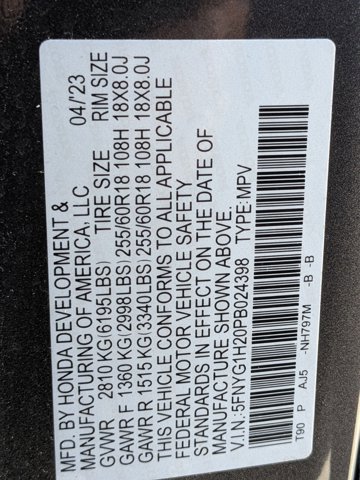 MFD. BY HONDA DEVELOPMENT &
MANUFACTURING OF AMERICA, LLC 04/23
GVWR 2810 KG(6195LBS) TIRE SIZE RIM SIZE
GAWR F 1360 KG(2998LBS) 255/60R18 108H 18X8.0J
GAWR R 1515 KG(3340LBS) 255/60R18 108H 18X8.0J
THIS VEHICLE CONFORMS TO ALL APPLICABLE
FEDERAL MOTOR VEHICLE SAFETY
STANDARDS IN EFFECT ON THE DATE OF
MANUFACTURE SHOWN ABOVE.
V.I.N.:5FNYG1H20PB024398 TYPE: MPV
T90 P AJ5 -NH797M -B -B